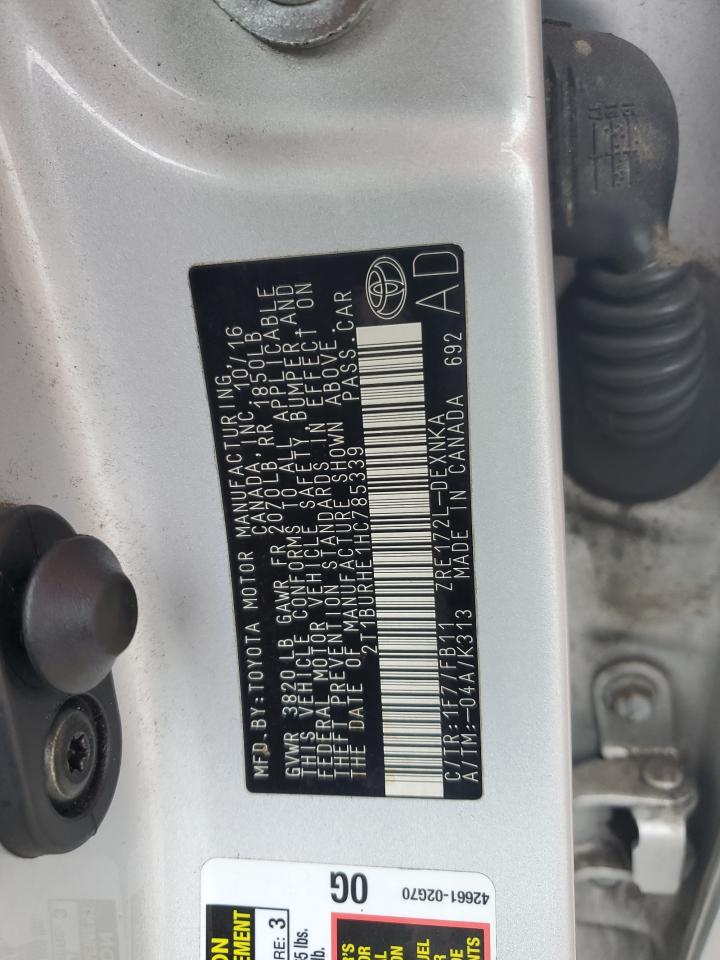 MFD.BY:TOYOTA MOTOR MANUFACTURING,
CANADA,INC. 10/16
GVWR 3820LB GAWR FR 2070LB,RR 1850LB
THIS VEHICLE CONFORMS TO ALL APPLICABLE
FEDERAL MOTOR VEHICLE SAFETY,BUMPER,AND
THEFT PREVENTION STANDARDS IN EFFECT ON
THE DATE OF MANUFACTURE SHOWN ABOVE.
2T1BURHE1HC785339 PASS.CAR
C/TR:1F7/FB11 ZRE172L-DEXNKA
A/TM:-04A/K313 MADE IN CANADA 692
AD
0G
42661-02G70
3
lbs.
lb.